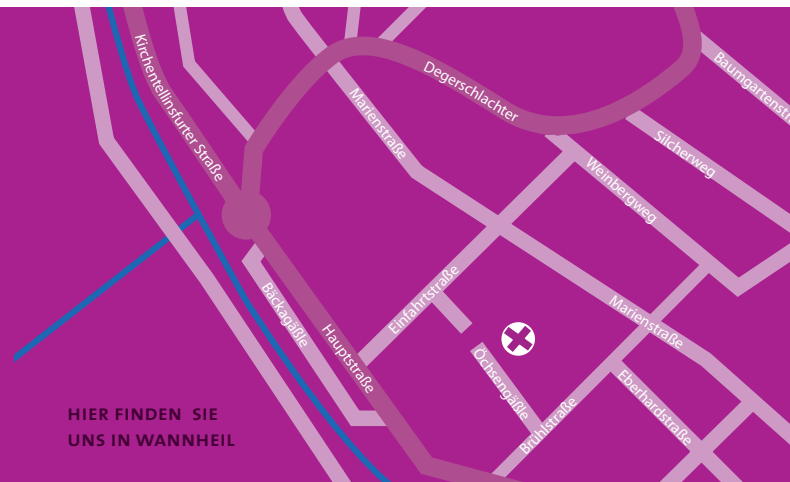 Kirchentellinsfurter Straße
Degerschlachter
Baumgartenstr
Marienstraße
Silcherweg
Weinbergweg
Einfahrtstraße
Bäckagäßle
Hauptstraße
Marienstraße
Öchsengäßle
Eberhardstraße
Brühlstraße
HIER FINDEN SIE
UNS IN WANNHEIL